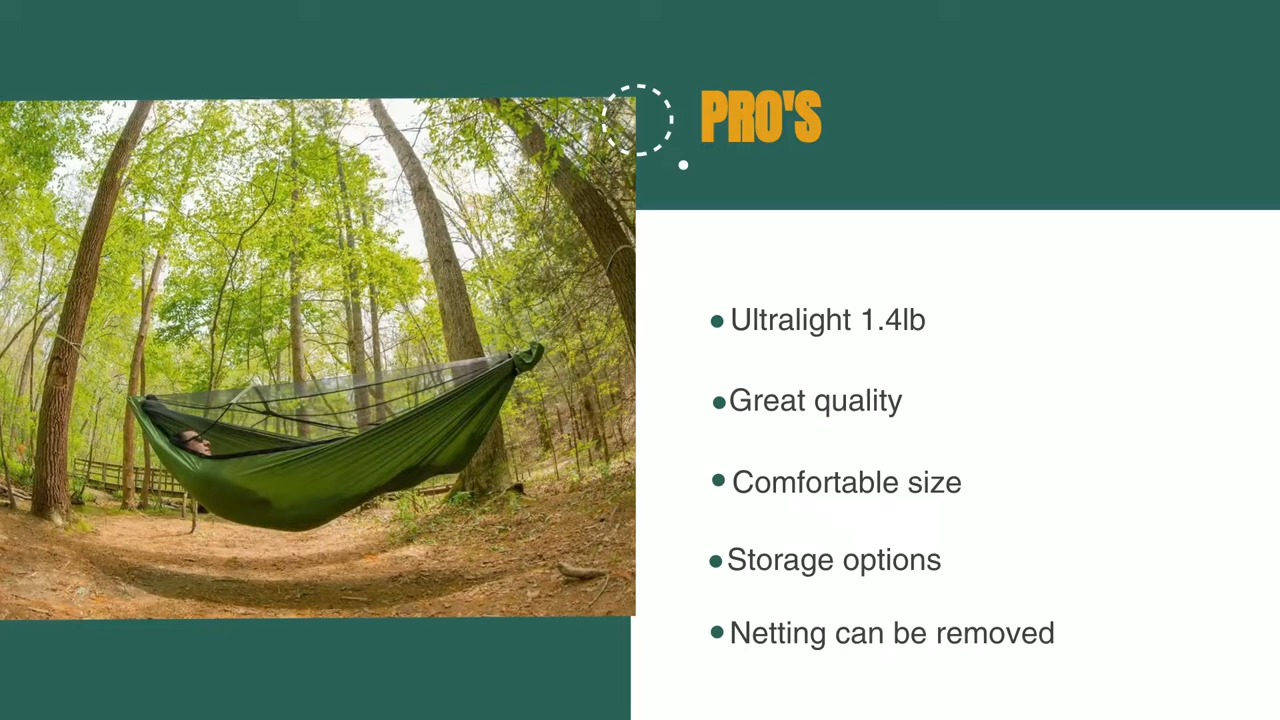 PRO'S
Ultralight 1.4lb
Great quality
Comfortable size
Storage options
Netting can be removed